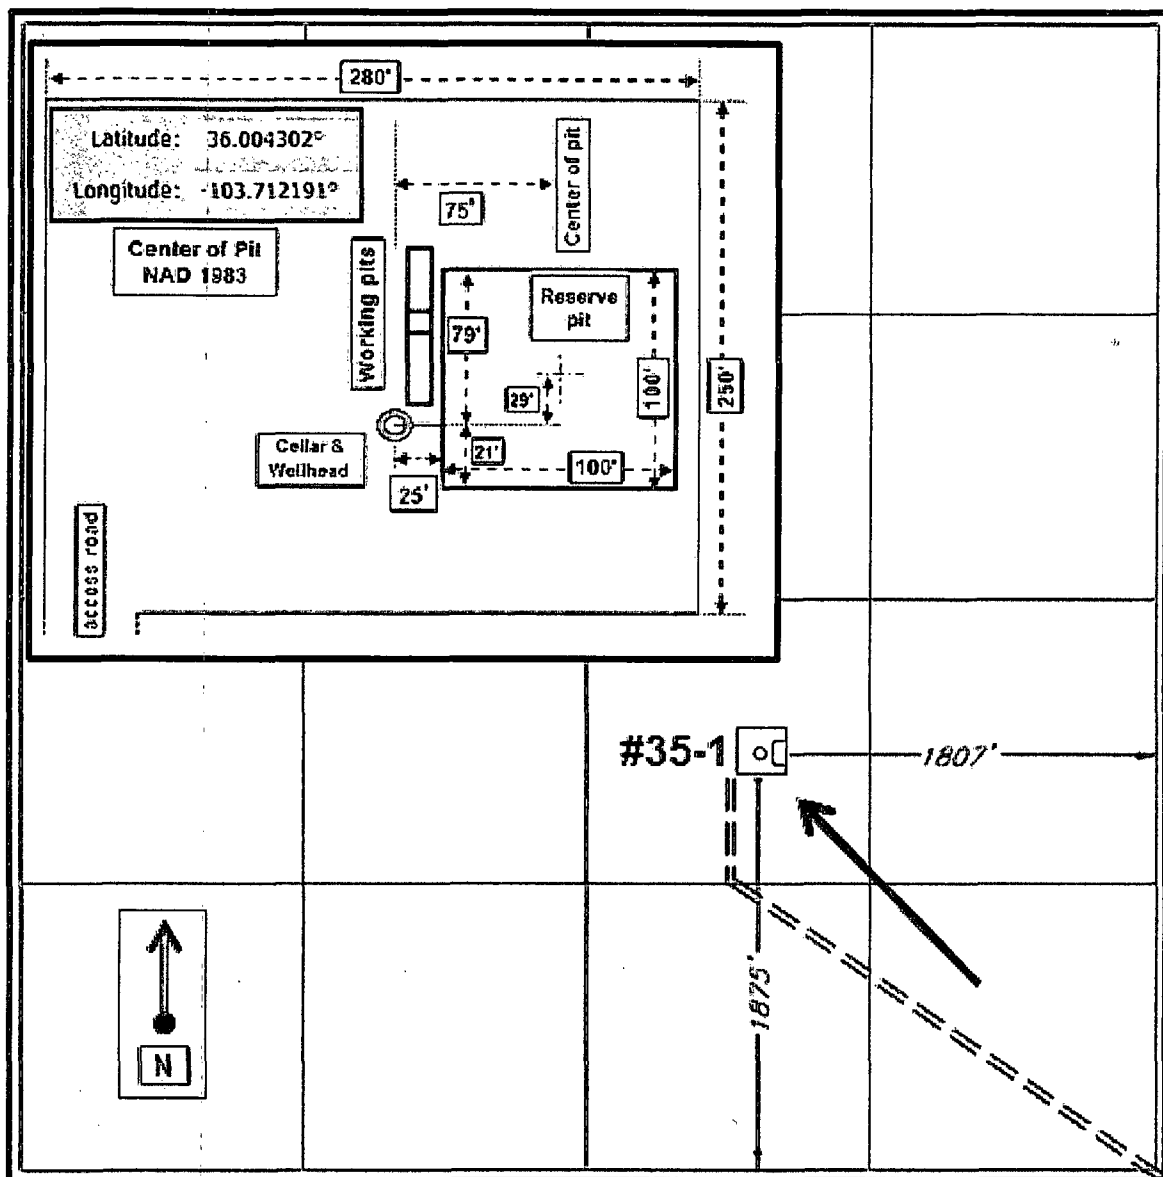 280'
Latitude: 36.004302°
Longitude: -103.712191°
Center of Pit
NAD 1983
75'
Center of pit
Working pits
Reserve
pit
79'
29'
100'
250'
Cellar &
Wellhead
21'
100'
25'
access road
#35-1
1807'
1875'
N